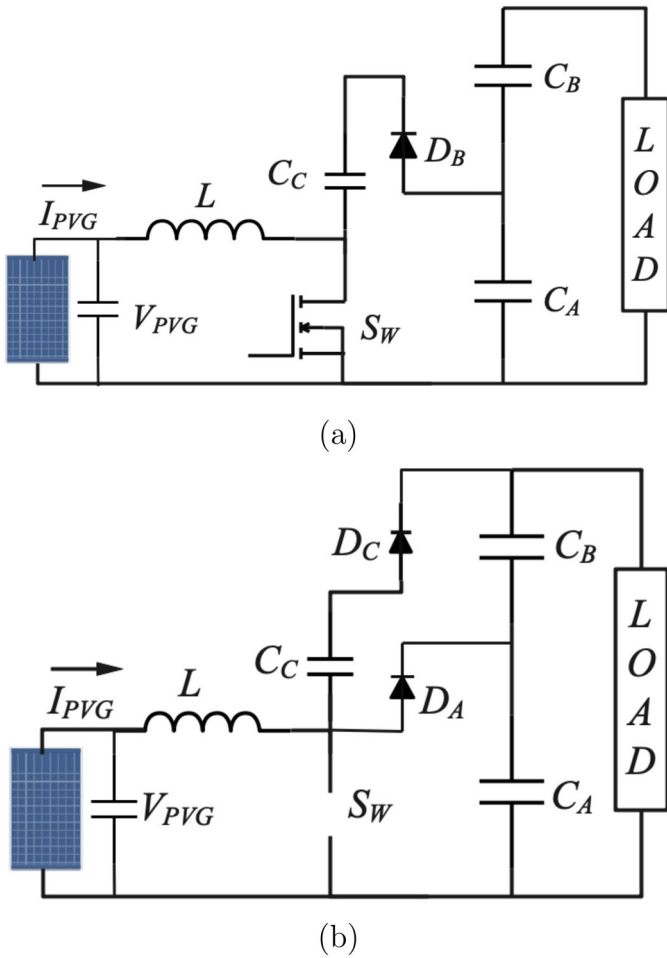 C_B
L
O
A
D
D_B
C_C
I_PVG
L
C_A
V_PVG
S_W
(a)
D_C
C_B
L
O
A
D
C_C
I_PVG
L
D_A
V_PVG
S_W
C_A
(b)